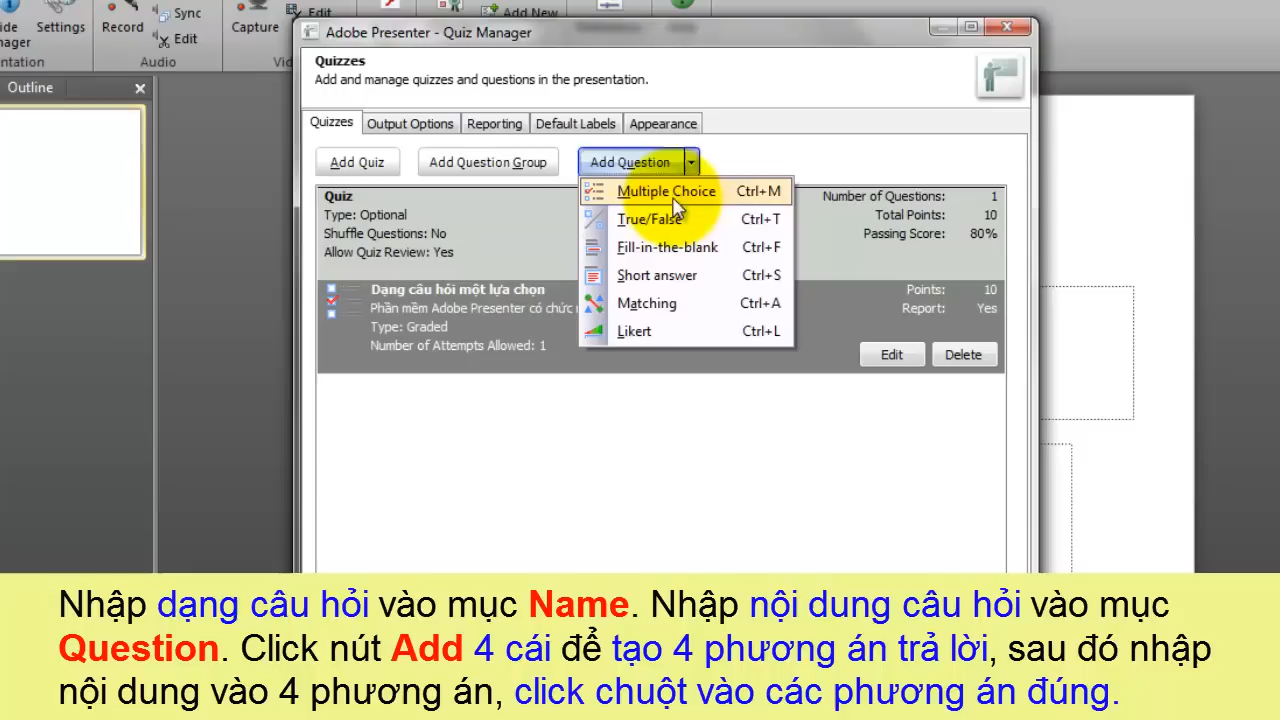 Sync
Settings
Record
Edit
Capture
Edit
Add New
Audio
Outline
Adobe Presenter - Quiz Manager
Quizzes
Add and manage quizzes and questions in the presentation.
Quizzes Output Options Reporting Default Labels Appearance
Add Quiz Add Question Group Add Question
Multiple Choice Ctrl+M
True/False Ctrl+T
Fill-in-the-blank Ctrl+F
Short answer Ctrl+S
Matching Ctrl+A
Likert Ctrl+L
Quiz Number of Questions: 1
Type: Optional Total Points: 10
Shuffle Questions: No Passing Score: 80%
Allow Quiz Review: Yes
Dạng câu hỏi một lựa chọn Points: 10
Phần mềm Adobe Presenter có chức Report: Yes
Type: Graded
Number of Attempts Allowed: 1
Edit Delete
Nhập dạng câu hỏi vào mục Name. Nhập nội dung câu hỏi vào mục
Question. Click nút Add 4 cái để tạo 4 phương án trả lời, sau đó nhập
nội dung vào 4 phương án, click chuột vào các phương án đúng.